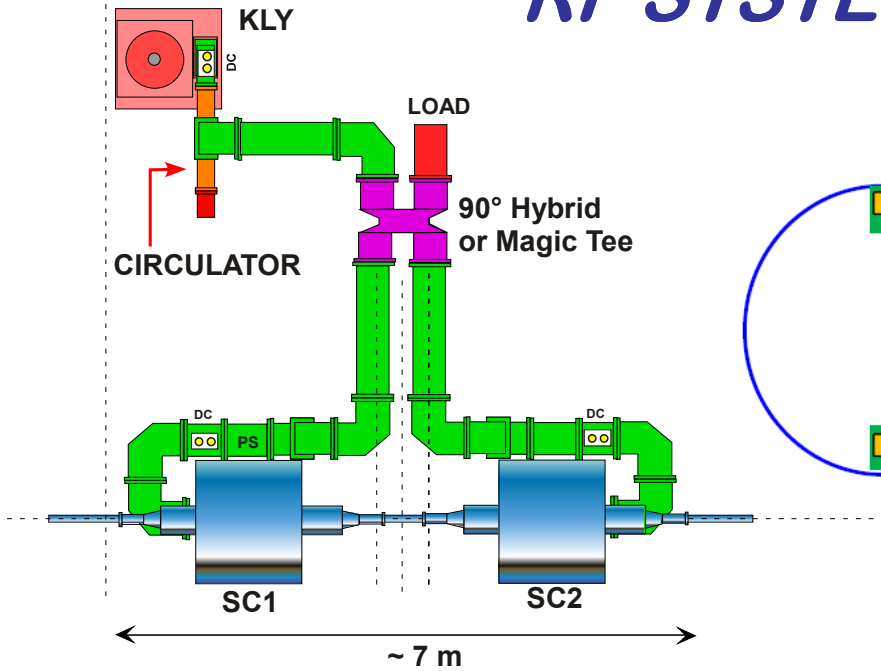 KLY
DC
LOAD
90° Hybrid
or Magic Tee
CIRCULATOR
DC
PS
DC
SC1
SC2
~ 7 m